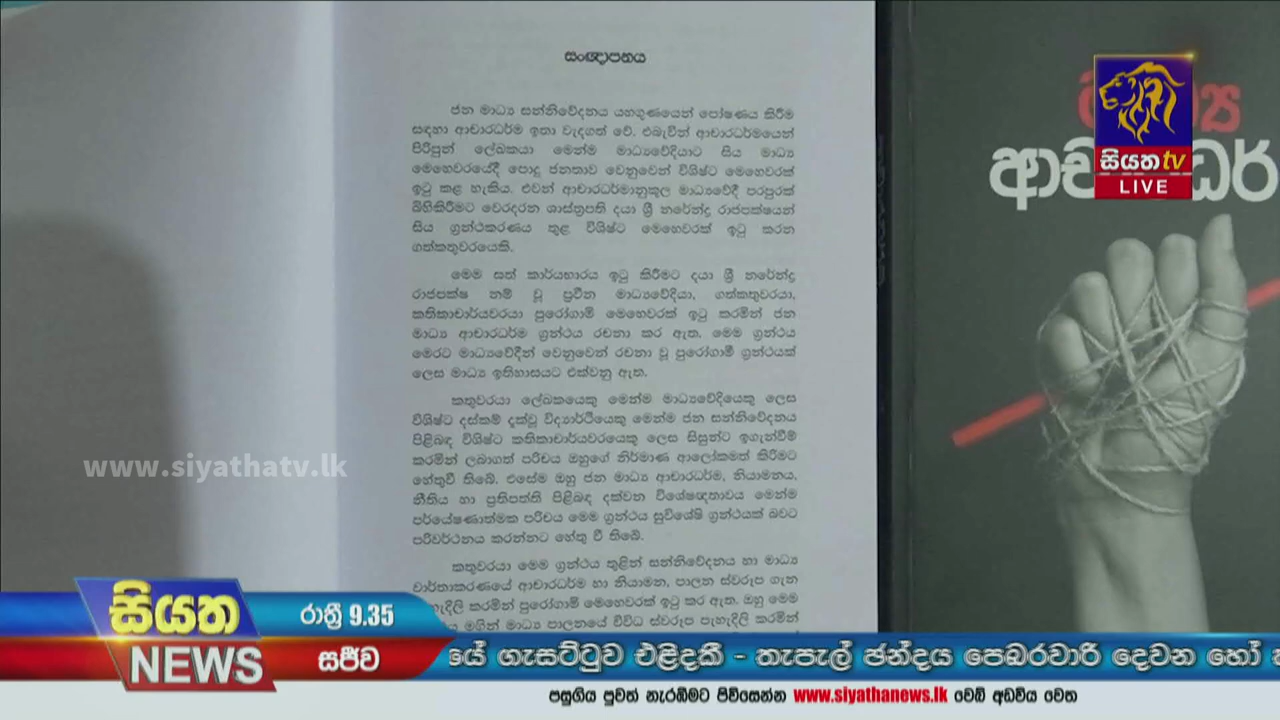 සංඥාපනය
ජන මාධ්‍ය සන්නිවේදනය යහගුණයෙන් පෝෂණය කිරීම
සඳහා ආචාරධර්ම ඉතා වැදගත් වේ. එබැවින් ආචාරධර්මයෙන්
පිරිපුන් ලේඛකයා මෙන්ම මාධ්‍යවේදියාට සිය මාධ්‍ය
මෙහෙවරයේදී පොදු ජනතාව වෙනුවෙන් විශිෂ්ට මෙහෙවරක්
ඉටු කළ හැකිය. එවන් ආචාරධර්මානුකූල මාධ්‍යවේදී පරපුරක්
බිහිකිරීමට වෙරදරන ශාස්ත්‍රපති දයා ශ්‍රී නරේන්ද්‍ර රාජපක්ෂයන්
සිය ග්‍රන්ථකරණය තුළ විශිෂ්ට මෙහෙවරක් ඉටු කරන
ගත්කතුවරයෙකි.
මෙම සත් කාර්යභාරය ඉටු කිරීමට දයා ශ්‍රී නරේන්ද්‍ර
රාජපක්ෂ නම් වූ ප්‍රවීන මාධ්‍යවේදියා, ගත්කතුවරයා,
කතිකාචාර්යවරයා පුරෝගාමි මෙහෙවරක් ඉටු කරමින් ජන
මාධ්‍ය ආචාරධර්ම ග්‍රන්ථය රචනා කර ඇත. මෙම ග්‍රන්ථය
මෙරට මාධ්‍යවේදීන් වෙනුවෙන් රචනා වූ පුරෝගාමී ග්‍රන්ථයක්
ලෙස මාධ්‍ය ඉතිහාසයට එක්වනු ඇත.
කතුවරයා ලේඛකයෙකු මෙන්ම මාධ්‍යවේදියෙකු ලෙස
විශිෂ්ට දස්කම් දැක්වූ විද්‍යාර්ථියෙකු මෙන්ම ජන සන්නිවේදනය
පිළිබඳ විශිෂ්ට කතිකාචාර්යවරයෙකු ලෙස සිසුන්ට ඉගැන්වීම්
කරමින් ලබාගත් පරිචය ඔහුගේ නිර්මාණ ආලෝකමත් කිරීමට
හේතුවී තිබේ. එසේම ඔහු ජන මාධ්‍ය ආචාරධර්ම, නියාමනය,
නීතිය හා ප්‍රතිපත්ති පිළිබඳ දක්වන විශේෂඥතාවය මෙන්ම
පර්යේෂණාත්මක පරිචය මෙම ග්‍රන්ථය සුවිශේෂි ග්‍රන්ථයක් බවට
පරිවර්ථනය කරන්නට හේතු වී තිබේ.
කතුවරයා මෙම ග්‍රන්ථය තුළින් සන්නිවේදනය හා මාධ්‍ය
වාර්තාකරණයේ ආචාරධර්ම හා නියාමන, පාලන ස්වරූප ගැන
කරමින් පුරෝගාමි මෙහෙවරක් ඉටු කර ඇත. ඔහු මෙම
මගින් මාධ්‍ය පාලනයේ විවිධ ස්වරූප පැහැදිලි කරමින්
සියත tv
LIVE
www.siyathatv.lk
සියත
NEWS
රාත්‍රී 9.35
සජීව
යේ ගැසට්ටුව එළිදකී - තැපැල් ඡන්දය පෙබරවාරි දෙවන හෝ
පසුගිය පුවත් නැරඹීමට පිවිසෙන්න www.siyathanews.lk වෙබ් අඩවිය වෙත